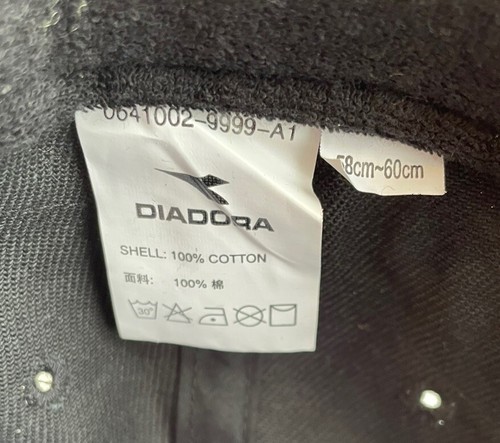 0641002-9999-A1
58cm~60cm
DIADORA
SHELL: 100% COTTON
面料: 100% 棉
30°